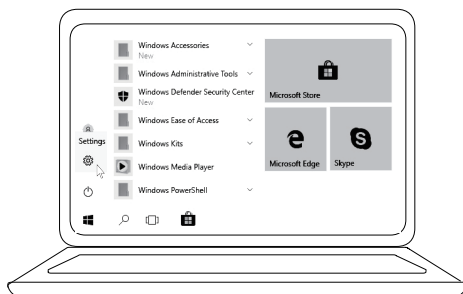 Windows Accessories
New
Windows Administrative Tools
Windows Defender Security Center
New
Windows Ease of Access
Windows Kits
Windows Media Player
Windows PowerShell
Settings
Microsoft Store
Microsoft Edge
Skype